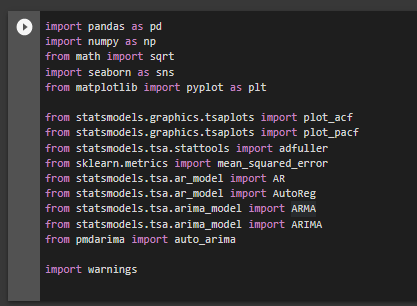 import pandas as pd
import numpy as np
from math import sqrt
import seaborn as sns
from matplotlib import pyplot as plt
from statsmodels.graphics.tsaplots import plot_acf
from statsmodels.graphics.tsaplots import plot_pacf
from statsmodels.tsa.stattools import adfuller
from sklearn.metrics import mean_squared_error
from statsmodels.tsa.ar_model import AR
from statsmodels.tsa.ar_model import AutoReg
from statsmodels.tsa.arima_model import ARMA
from statsmodels.tsa.arima_model import ARIMA
from pmdarima import auto_arima
import warnings